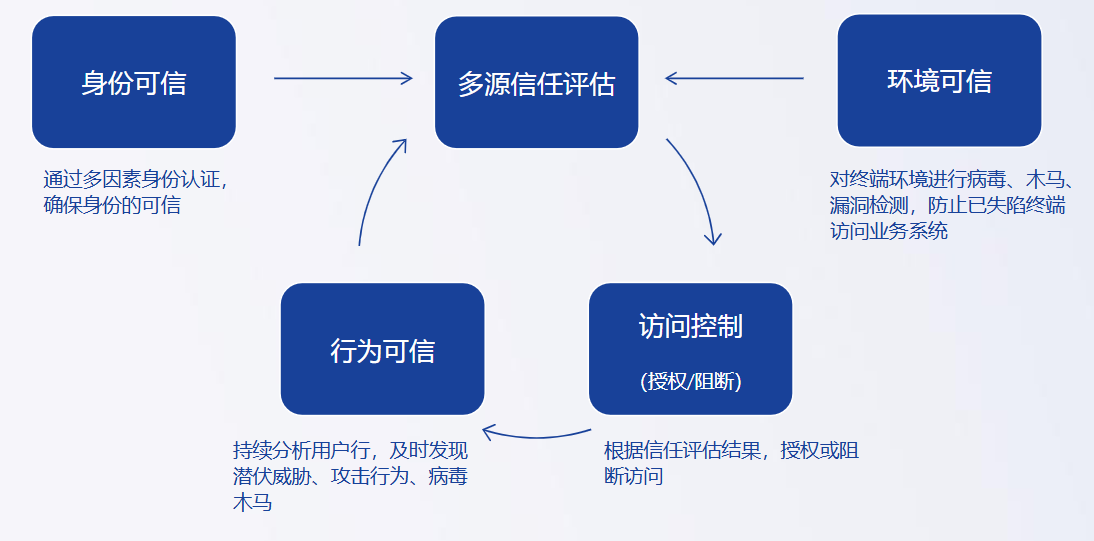 身份可信
多源信任评估
环境可信
通过多因素身份认证，
确保身份的可信
对终端环境进行病毒、木马、
漏洞检测，防止已失陷终端
访问业务系统
行为可信
访问控制
（授权/阻断）
持续分析用户行，及时发现
潜伏威胁、攻击行为、病毒
木马
根据信任评估结果，授权或阻
断访问